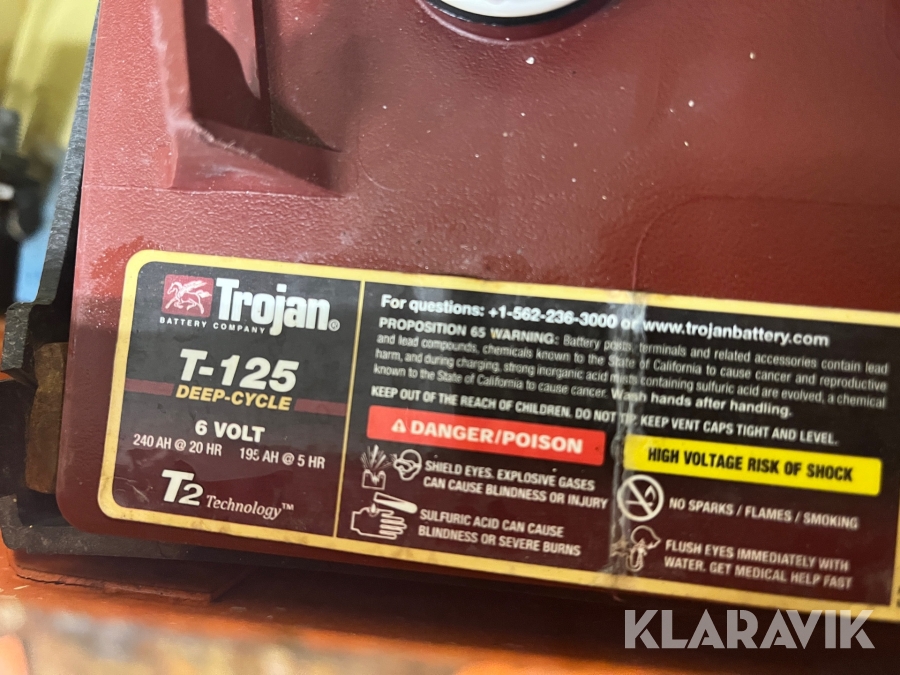 Trojan®
BATTERY COMPANY
T-125
DEEP-CYCLE
6 VOLT
240 AH @ 20 HR 195 AH @ 5 HR
T2 Technology™
For questions: +1-562-236-3000 or www.trojanbattery.com
PROPOSITION 65 WARNING: Battery posts, terminals and related accessories contain lead
and lead compounds, chemicals known to the State of California to cause cancer and reproductive
harm, and during charging, strong inorganic acid mists containing sulfuric acid are evolved, a chemical
known to the State of California to cause cancer. Wash hands after handling.
KEEP OUT OF THE REACH OF CHILDREN. DO NOT TIP. KEEP VENT CAPS TIGHT AND LEVEL.
DANGER/POISON
SHIELD EYES. EXPLOSIVE GASES
CAN CAUSE BLINDNESS OR INJURY
SULFURIC ACID CAN CAUSE
BLINDNESS OR SEVERE BURNS
HIGH VOLTAGE RISK OF SHOCK
NO SPARKS / FLAMES / SMOKING
FLUSH EYES IMMEDIATELY WITH
WATER. GET MEDICAL HELP FAST
KLARAVIK